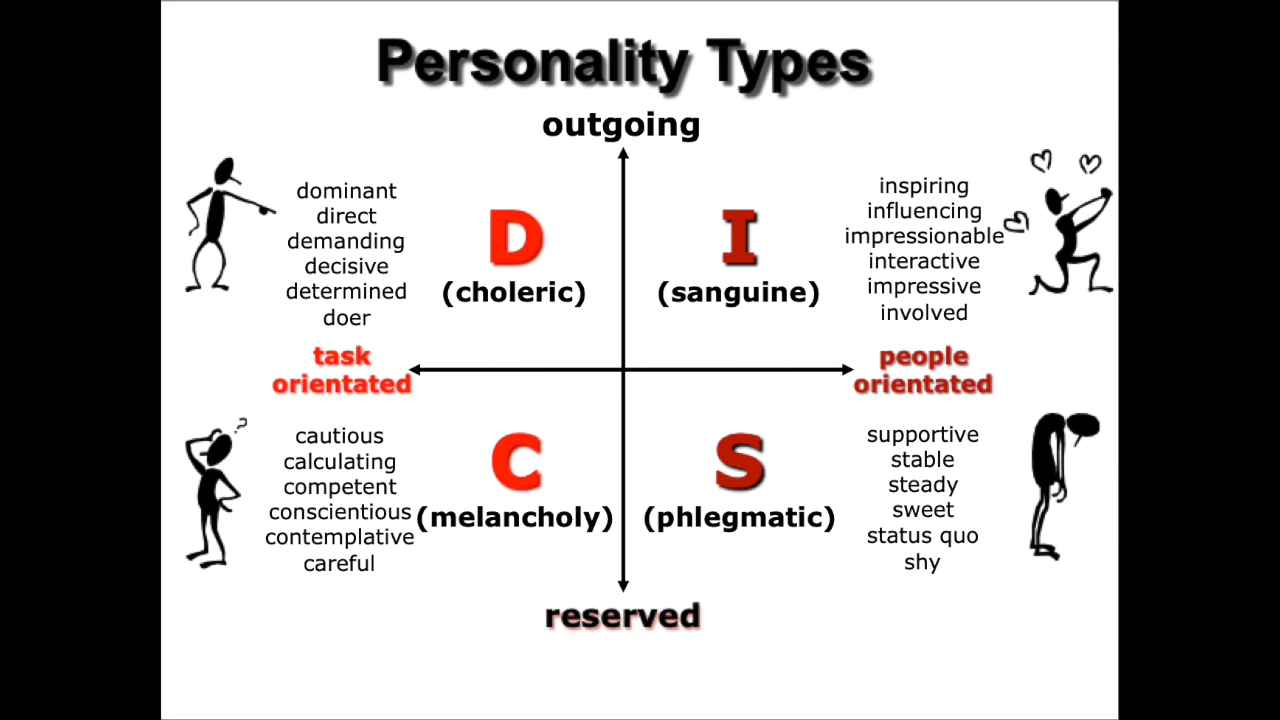 Personality Types
outgoing
dominant
direct
demanding
decisive
determined
doer
D
(choleric)
I
(sanguine)
inspiring
influencing
impressionable
interactive
impressive
involved
task
orientated
people
orientated
?
cautious
calculating
competent
conscientious
contemplative
careful
C
(melancholy)
S
(phlegmatic)
supportive
stable
steady
sweet
status quo
shy
reserved